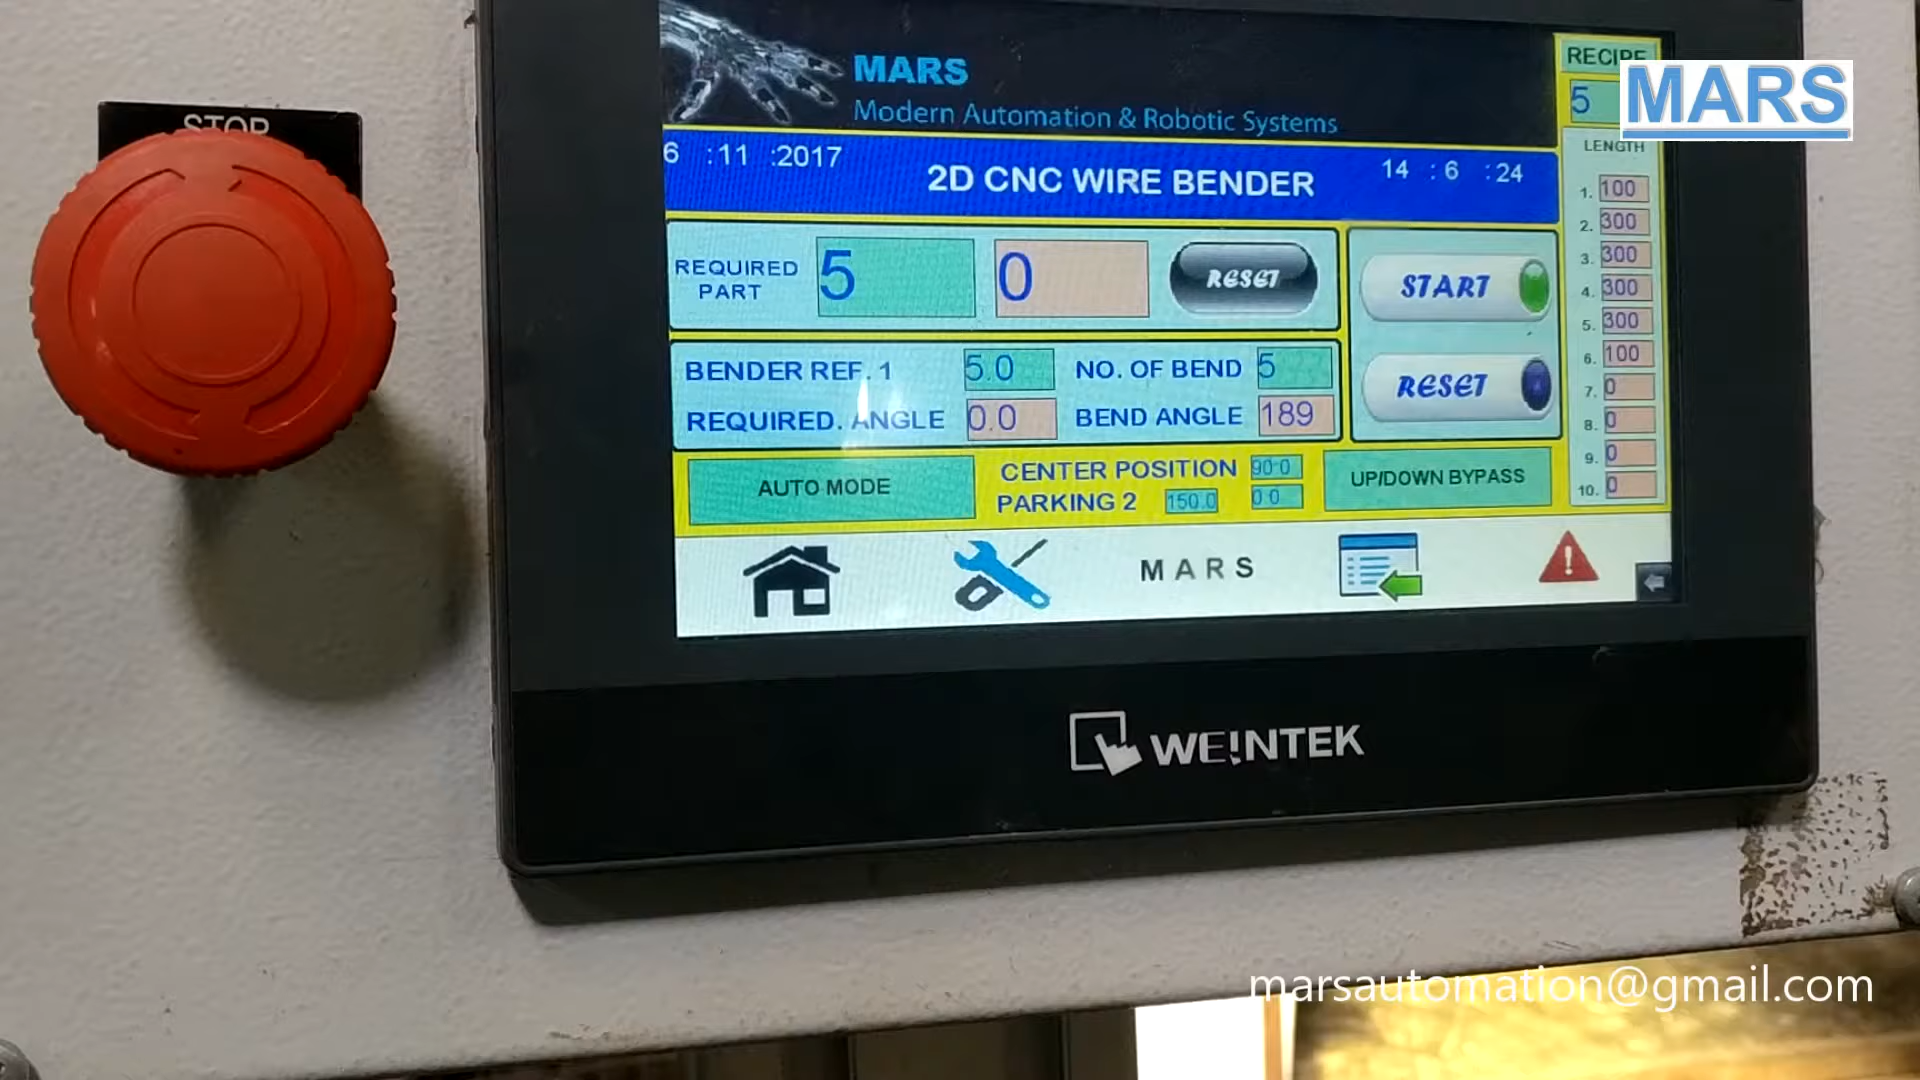 STOP
MARS
Modern Automation & Robotic Systems
6 :11 :2017
2D CNC WIRE BENDER
14 : 6 : 24
REQUIRED PART
5
0
RESET
START
RESET
BENDER REF. 1
5.0
NO. OF BEND
5
REQUIRED. ANGLE
0.0
BEND ANGLE
189
AUTO MODE
CENTER POSITION
90.0
PARKING 2
150.0
0.0
UP/DOWN BYPASS
RECIPE
5
LENGTH
1. 100
2. 300
3. 300
4. 300
5. 300
6. 100
7. 0
8. 0
9. 0
10. 0
M A R S
WEINTEK
MARS
marsautomation@gmail.com